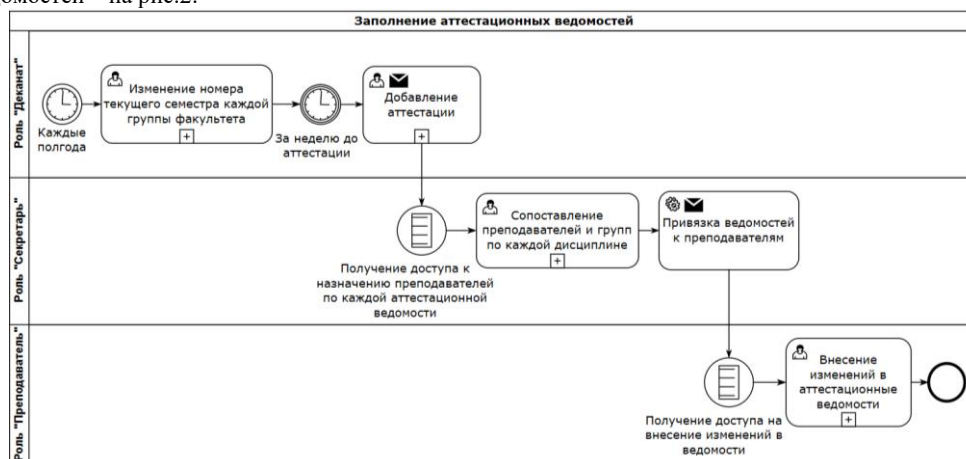 на рис.2.
Заполнение аттестационных ведомостей
Роль "Деканат"
Каждые
полгода
Изменение номера
текущего семестра каждой
группы факультета
За неделю до
аттестации
Добавление
аттестации
Роль "Секретарь"
Получение доступа к
назначению преподавателей
по каждой аттестационной
ведомости
Сопоставление
преподавателей и групп
по каждой дисциплине
Привязка ведомостей
к преподавателям
Роль "Преподаватель"
Получение доступа на
внесение изменений в
ведомости
Внесение
изменений в
аттестационные
ведомости